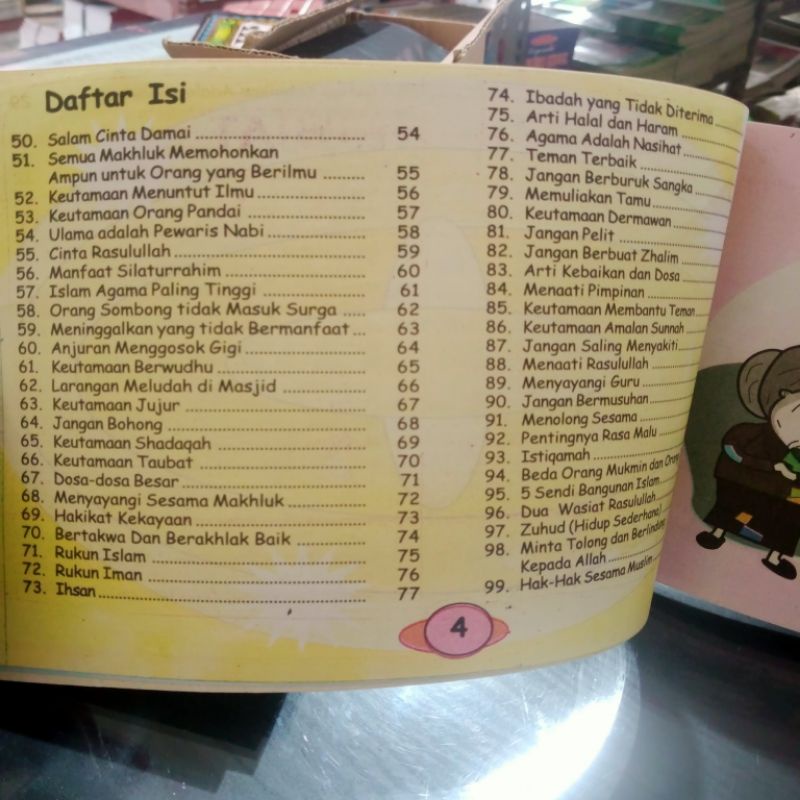 Daftar Isi
50. Salam Cinta Damai ........................ 54
51. Semua Makhluk Memohonkan
Ampun untuk Orang yang Berilmu ........ 55
52. Keutamaan Menuntut Ilmu ........................ 56
53. Keutamaan Orang Pandai ........................ 57
54. Ulama adalah Pewaris Nabi ........................ 58
55. Cinta Rasulullah ........................ 59
56. Manfaat Silaturrahim ........................ 60
57. Islam Agama Paling Tinggi ........................ 61
58. Orang Sombong tidak Masuk Surga ..... 62
59. Meninggalkan yang tidak Bermanfaat ... 63
60. Anjuran Menggosok Gigi ........................ 64
61. Keutamaan Berwudhu ........................ 65
62. Larangan Meludah di Masjid ................ 66
63. Keutamaan Jujur ........................ 67
64. Jangan Bohong ........................ 68
65. Keutamaan Shadaqah ........................ 69
66. Keutamaan Taubat ........................ 70
67. Dosa-dosa Besar ........................ 71
68. Menyayangi Sesama Makhluk ................ 72
69. Hakikat Kekayaan ........................ 73
70. Bertakwa Dan Berakhlak Baik ................ 74
71. Rukun Islam ........................ 75
72. Rukun Iman ........................ 76
73. Ihsan ........................ 77
74. Ibadah yang Tidak Diterima ......
75. Arti Halal dan Haram ......
76. Agama Adalah Nasihat ......
77. Teman Terbaik ......
78. Jangan Berburuk Sangka ......
79. Memuliakan Tamu ......
80. Keutamaan Dermawan ......
81. Jangan Pelit ......
82. Jangan Berbuat Zhalim ......
83. Arti Kebaikan dan Dosa ......
84. Menaati Pimpinan ......
85. Keutamaan Membantu Teman ......
86. Keutamaan Amalan Sunnah ......
87. Jangan Saling Menyakiti ......
88. Menaati Rasulullah ......
89. Menyayangi Guru ......
90. Jangan Bermusuhan ......
91. Menolong Sesama ......
92. Pentingnya Rasa Malu ......
93. Istiqamah ......
94. Beda Orang Mukmin dan Orang
95. 5 Sendi Bangunan Islam ......
96. Dua Wasiat Rasulullah ......
97. Zuhud (Hidup Sederhana) ......
98. Minta Tolong dan Berlindung
Kepada Allah ......
99. Hak-Hak Sesama Muslim ......
4